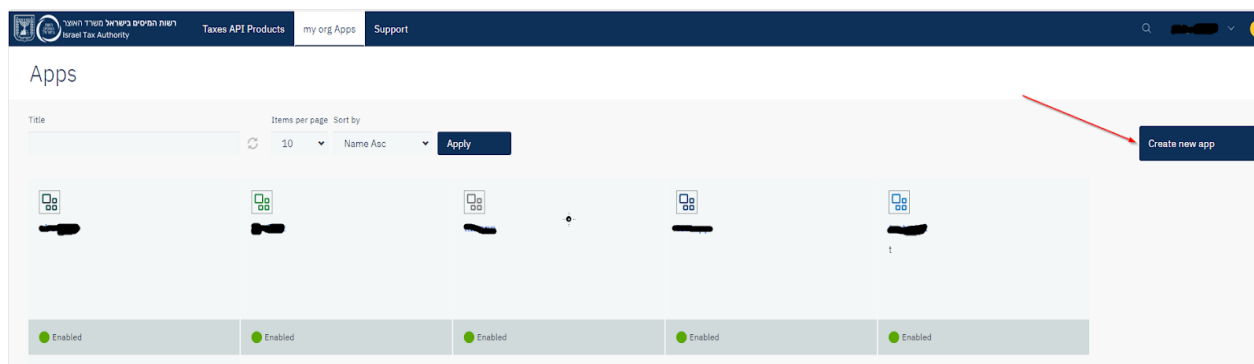 רשות המיסים בישראל משרד האוצר
Israel Tax Authority
Taxes API Products
my org Apps
Support
Apps
Title
Items per page
Sort by
10
Name Asc
Apply
Create new app
t
Enabled
Enabled
Enabled
Enabled
Enabled